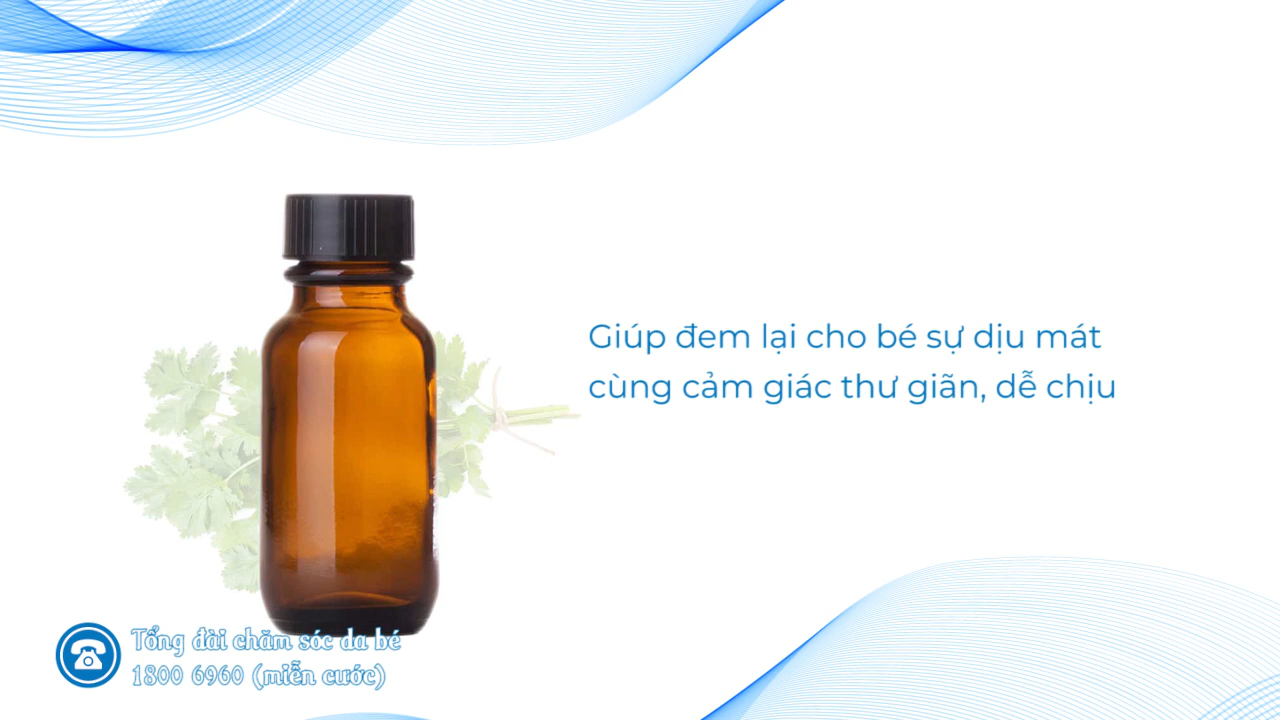 Giúp đem lại cho bé sự dịu mát
cùng cảm giác thư giãn, dễ chịu
Tổng đài chăm sóc da bé
1800 6960 (miễn cước)